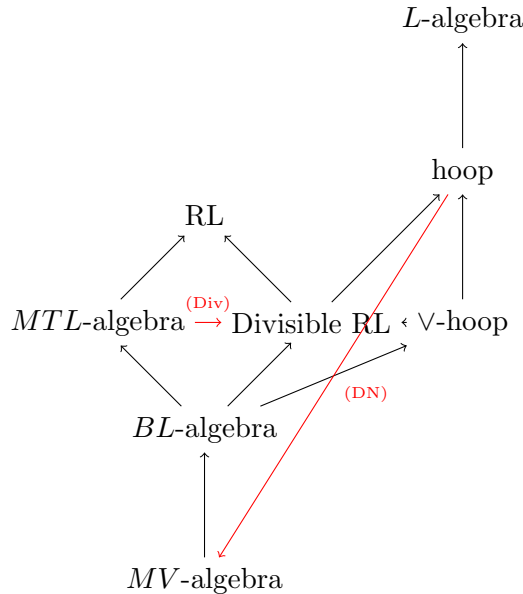 L-algebra
hoop
RL
(Div)
MTL-algebra
Divisible RL
∨-hoop
(DN)
BL-algebra
MV-algebra